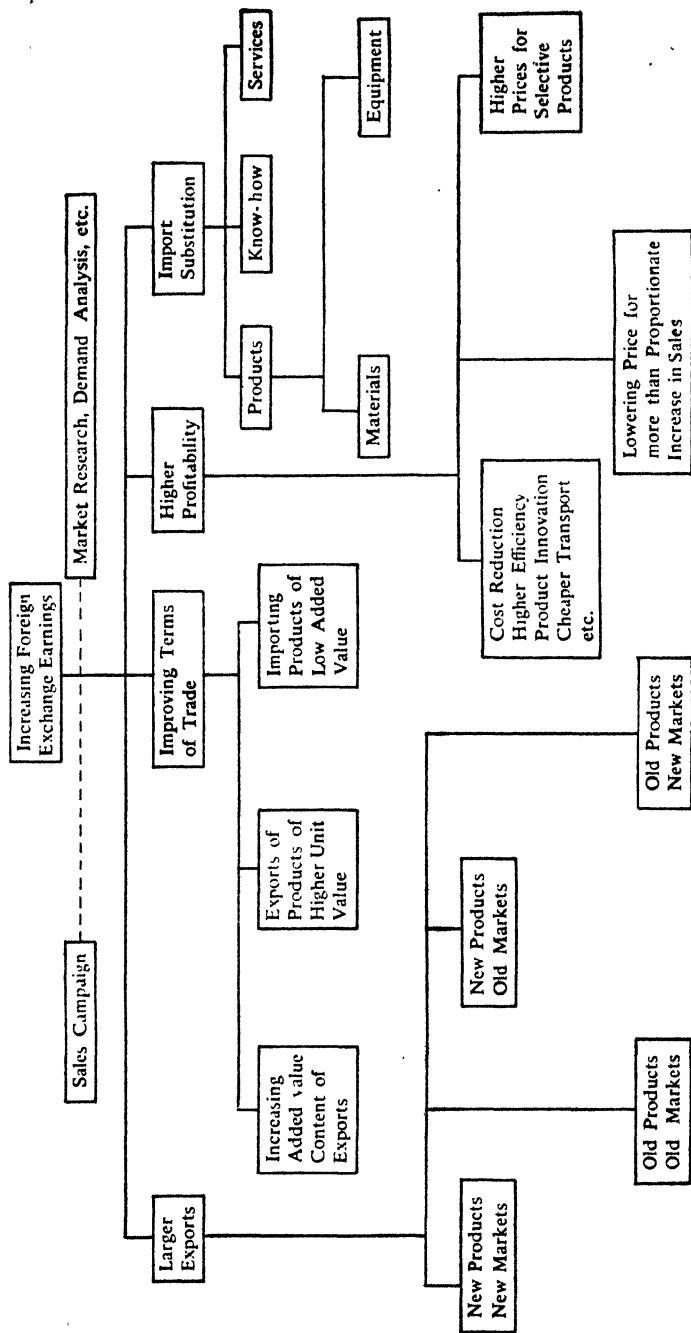 Increasing Foreign
Exchange Earnings
Sales Campaign
Market Research, Demand Analysis, etc.
Larger
Exports
Improving Terms
of Trade
Higher
Profitability
Import
Substitution
Increasing
Added value
Content of
Exports
Exports of
Products of
Higher Unit
Value
Importing
Products of
Low Added
Value
Products
Know-how
Services
Materials
Equipment
New Products
New Markets
Old Products
Old Markets
New Products
Old Markets
Old Products
New Markets
Cost Reduction
Higher Efficiency
Product Innovation
Cheaper Transport
etc.
Lowering Price for
more than Proportionate
Increase in Sales
Higher
Prices for
Selective
Products